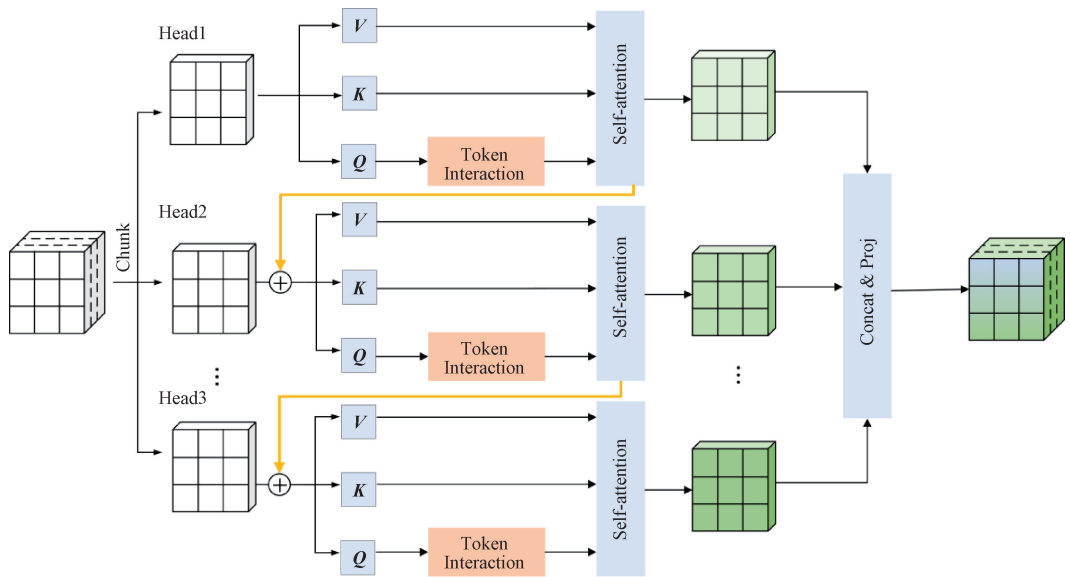 Head1
V
K
Q
Token
Interaction
Self-attention
Chunk
Head2
V
K
Q
Token
Interaction
Self-attention
Concat & Proj
...
...
Head3
V
K
Q
Token
Interaction
Self-attention